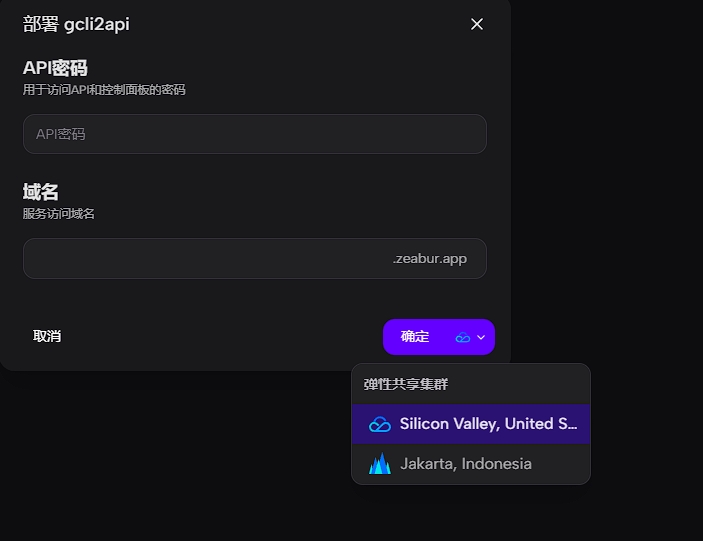 部署 gcli2api
API密码
用于访问API和控制面板的密码
API密码
域名
服务访问域名
.zeabur.app
取消
确定
弹性共享集群
Silicon Valley, United S...
Jakarta, Indonesia